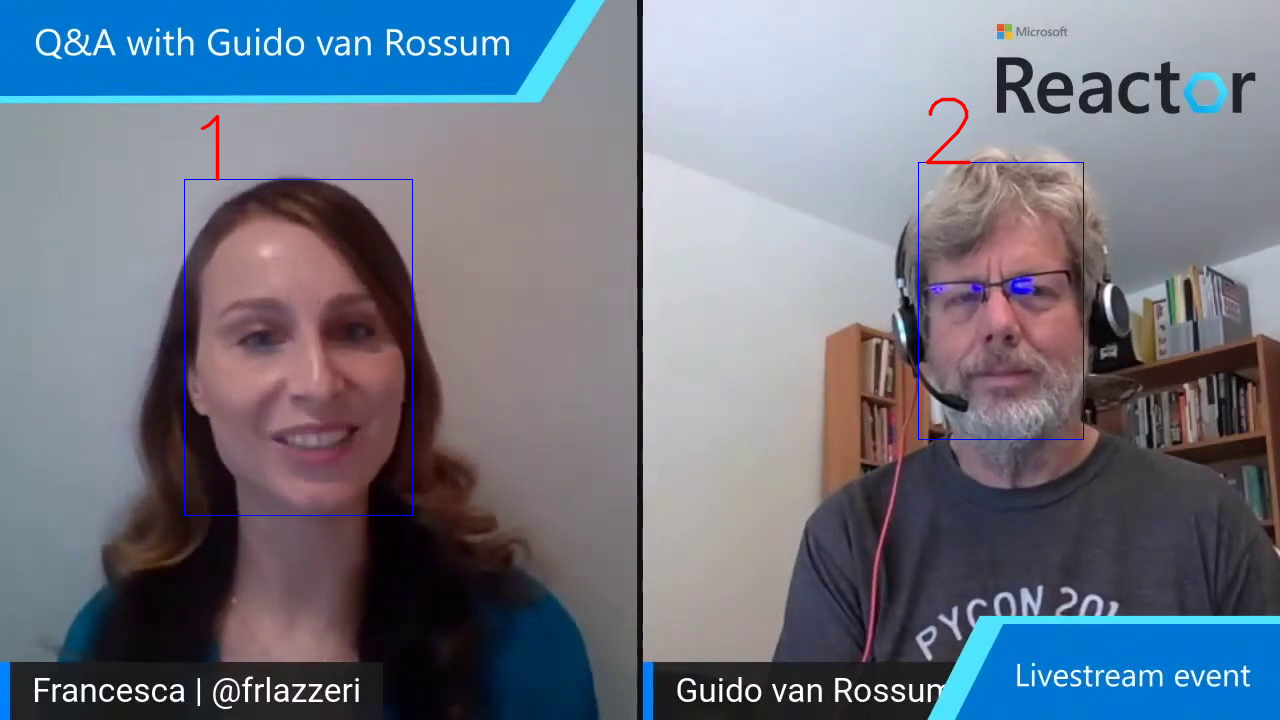 Q&A with Guido van Rossum
Microsoft
Reactor
1
2
PYCON 201
Francesca | @frlazzeri
Guido van Rossum
Livestream event